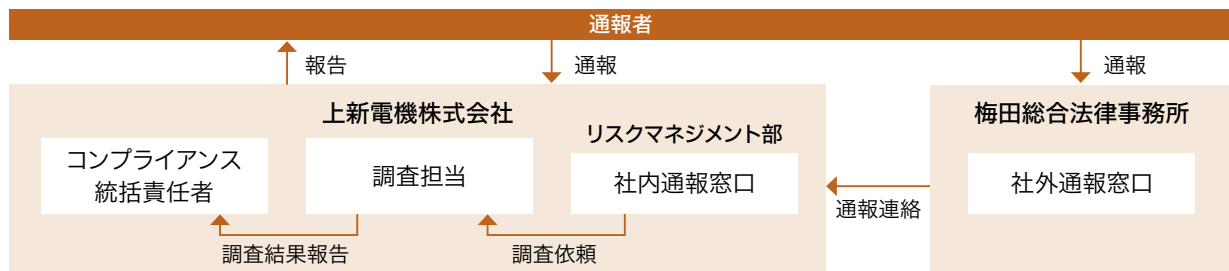 通報者
報告
通報
通報
上新電機株式会社
梅田総合法律事務所
リスクマネジメント部
コンプライアンス
統括責任者
調査担当
社内通報窓口
社外通報窓口
通報連絡
調査結果報告
調査依頼